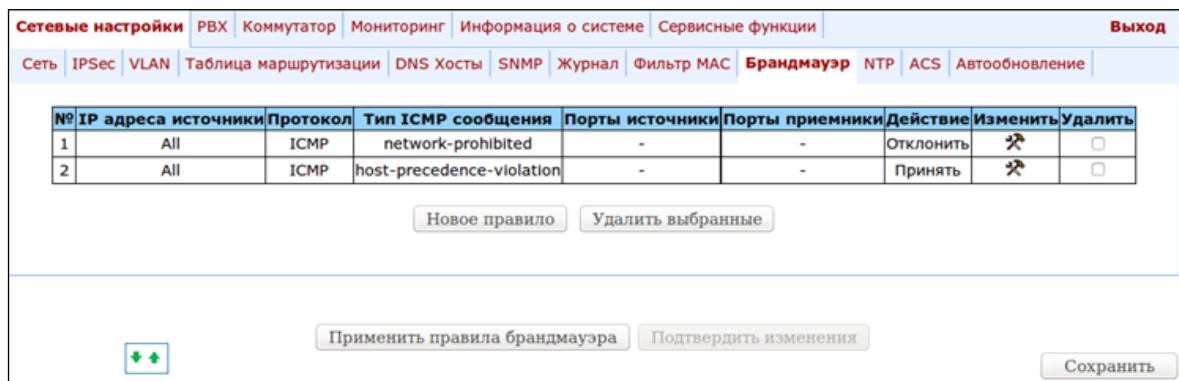 Сетевые настройки PBX Коммутатор Мониторинг Информация о системе Сервисные функции Выход
Сеть IPSec VLAN Таблица маршрутизации DNS Хосты SNMP Журнал Фильтр MAC Брандмауэр NTP ACS Автообновление
№ IP адреса источники Протокол Тип ICMP сообщения Порты источники Порты приемники Действие Изменить Удалить
1 All ICMP network-prohibited - - Отклонить
2 All ICMP host-precedence-violation - - Принять
Новое правило Удалить выбранные
Применить правила брандмауэра Подтвердить изменения
Сохранить